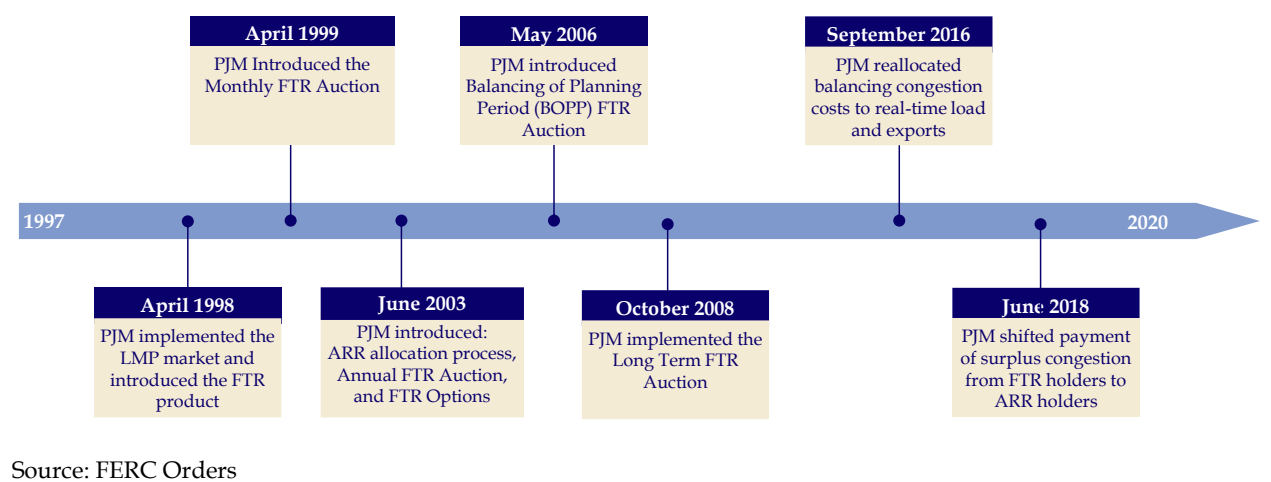 April 1999
PJM Introduced the
Monthly FTR Auction
May 2006
PJM introduced
Balancing of Planning
Period (BOPP) FTR
Auction
September 2016
PJM reallocated
balancing congestion
costs to real-time load
and exports
1997
2020
April 1998
PJM implemented the
LMP market and
introduced the FTR
product
June 2003
PJM introduced:
ARR allocation process,
Annual FTR Auction,
and FTR Options
October 2008
PJM implemented the
Long Term FTR
Auction
June 2018
PJM shifted payment
of surplus congestion
from FTR holders to
ARR holders
Source: FERC Orders